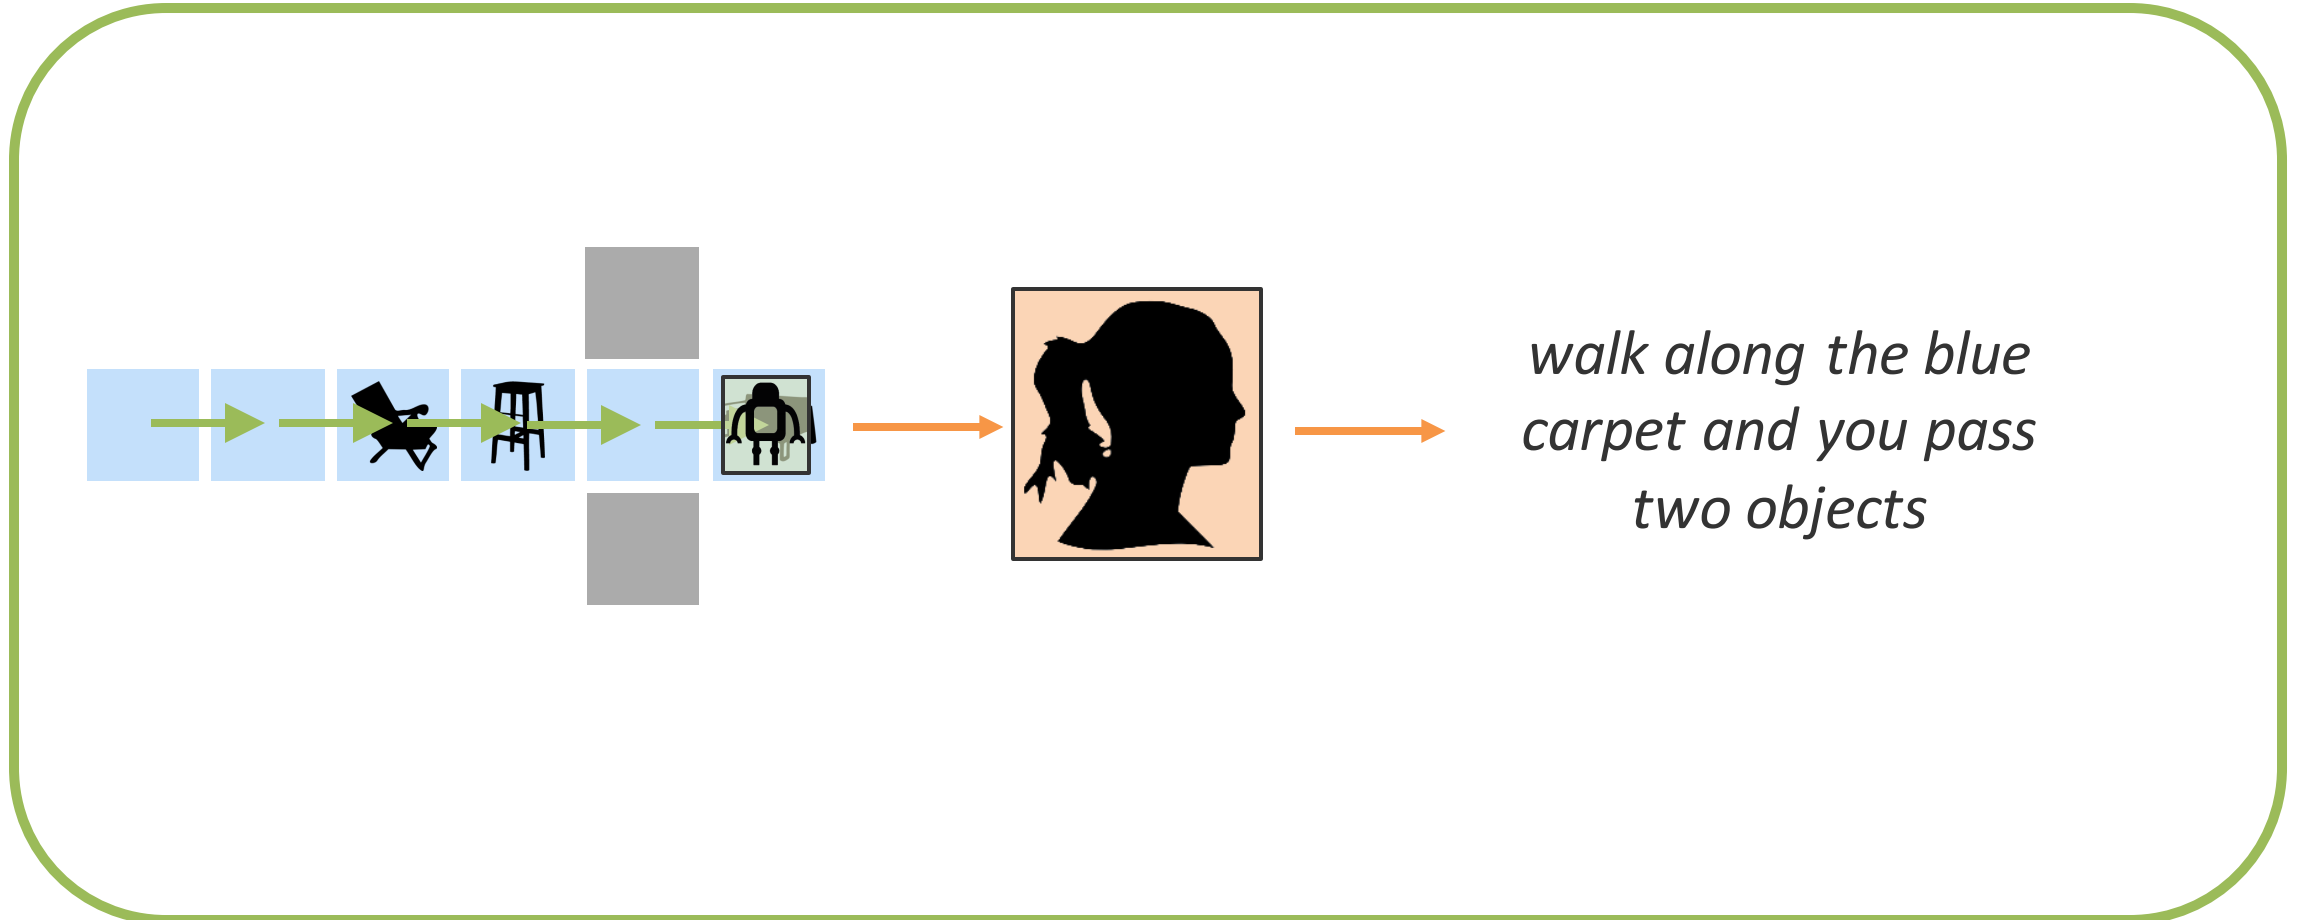 walk along the blue
carpet and you pass
two objects